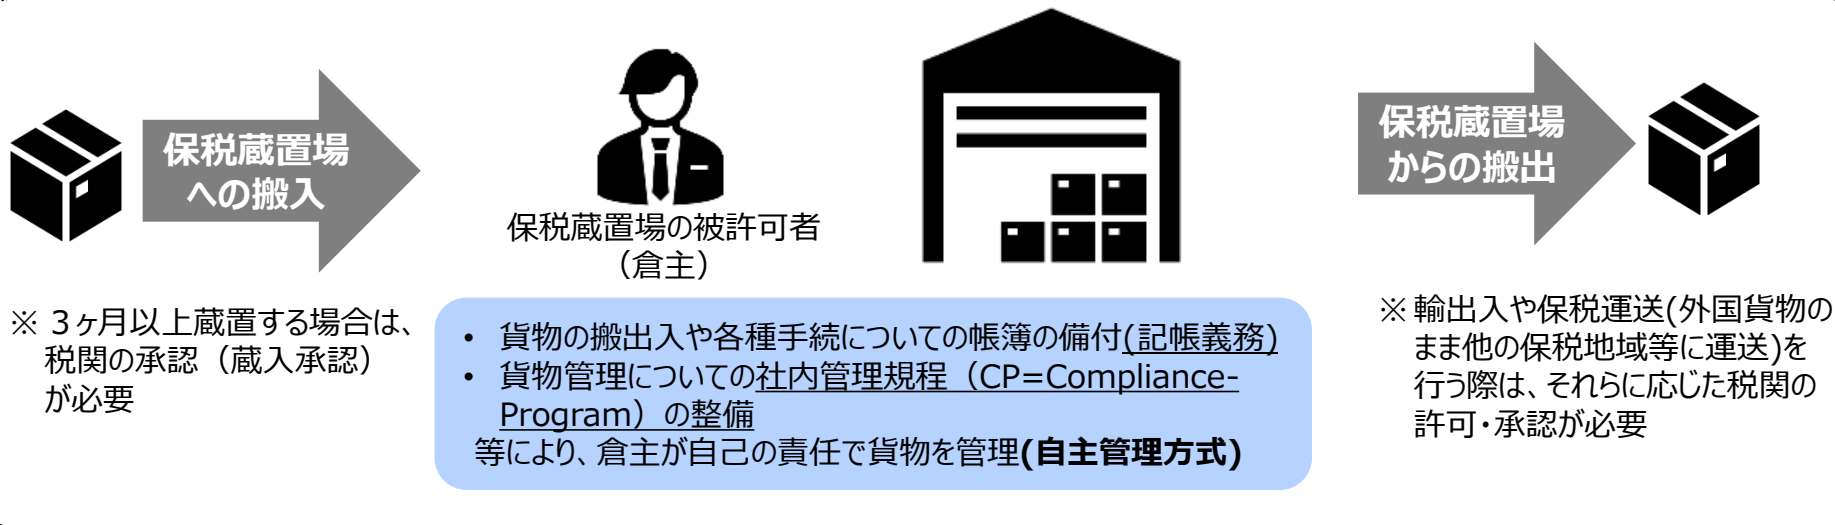 保税蔵置場
への搬入
保税蔵置場の被許可者
（倉主）
保税蔵置場
からの搬出
※ ３ヶ月以上蔵置する場合は、
税関の承認（蔵入承認）
が必要
• 貨物の搬出入や各種手続についての帳簿の備付(記帳義務)
• 貨物管理についての社内管理規程（CP=Compliance-
Program）の整備
等により、倉主が自己の責任で貨物を管理(自主管理方式)
※ 輸出入や保税運送(外国貨物の
まま他の保税地域等に運送)を
行う際は、それらに応じた税関の
許可・承認が必要